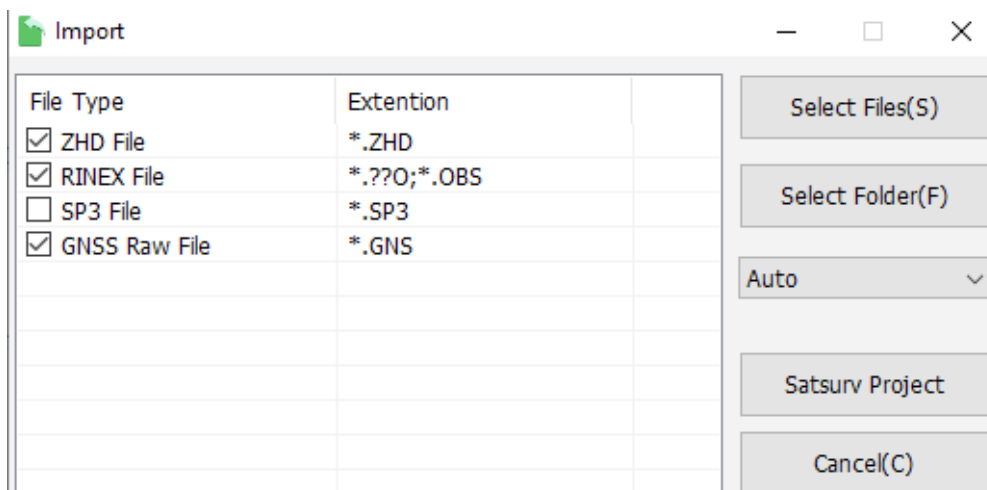 Import
File Type Extention
ZHD File *.ZHD
RINEX File *.??O;*.OBS
SP3 File *.SP3
GNSS Raw File *.GNS
Select Files(S)
Select Folder(F)
Auto
Satsurv Project
Cancel(C)